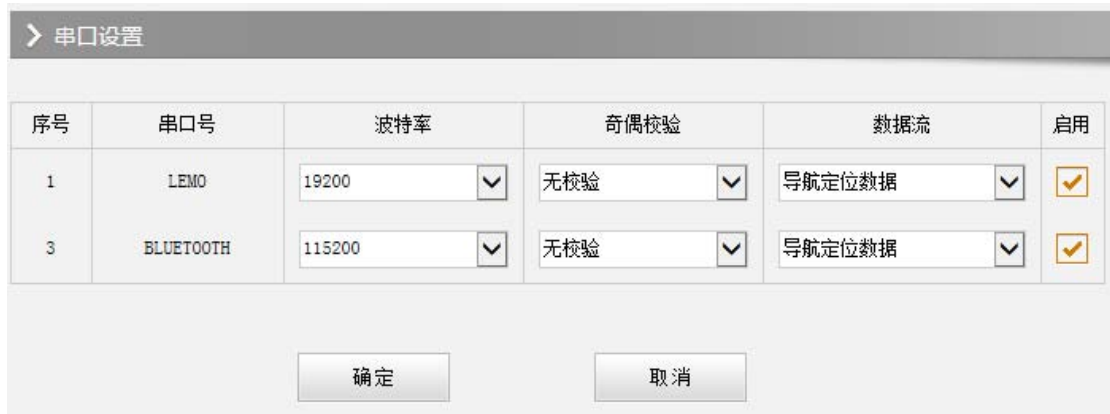 串口设置
序号 串口号 波特率 奇偶校验 数据流 启用
1 LEMO 19200 无校验 导航定位数据
3 BLUETOOTH 115200 无校验 导航定位数据
确定 取消